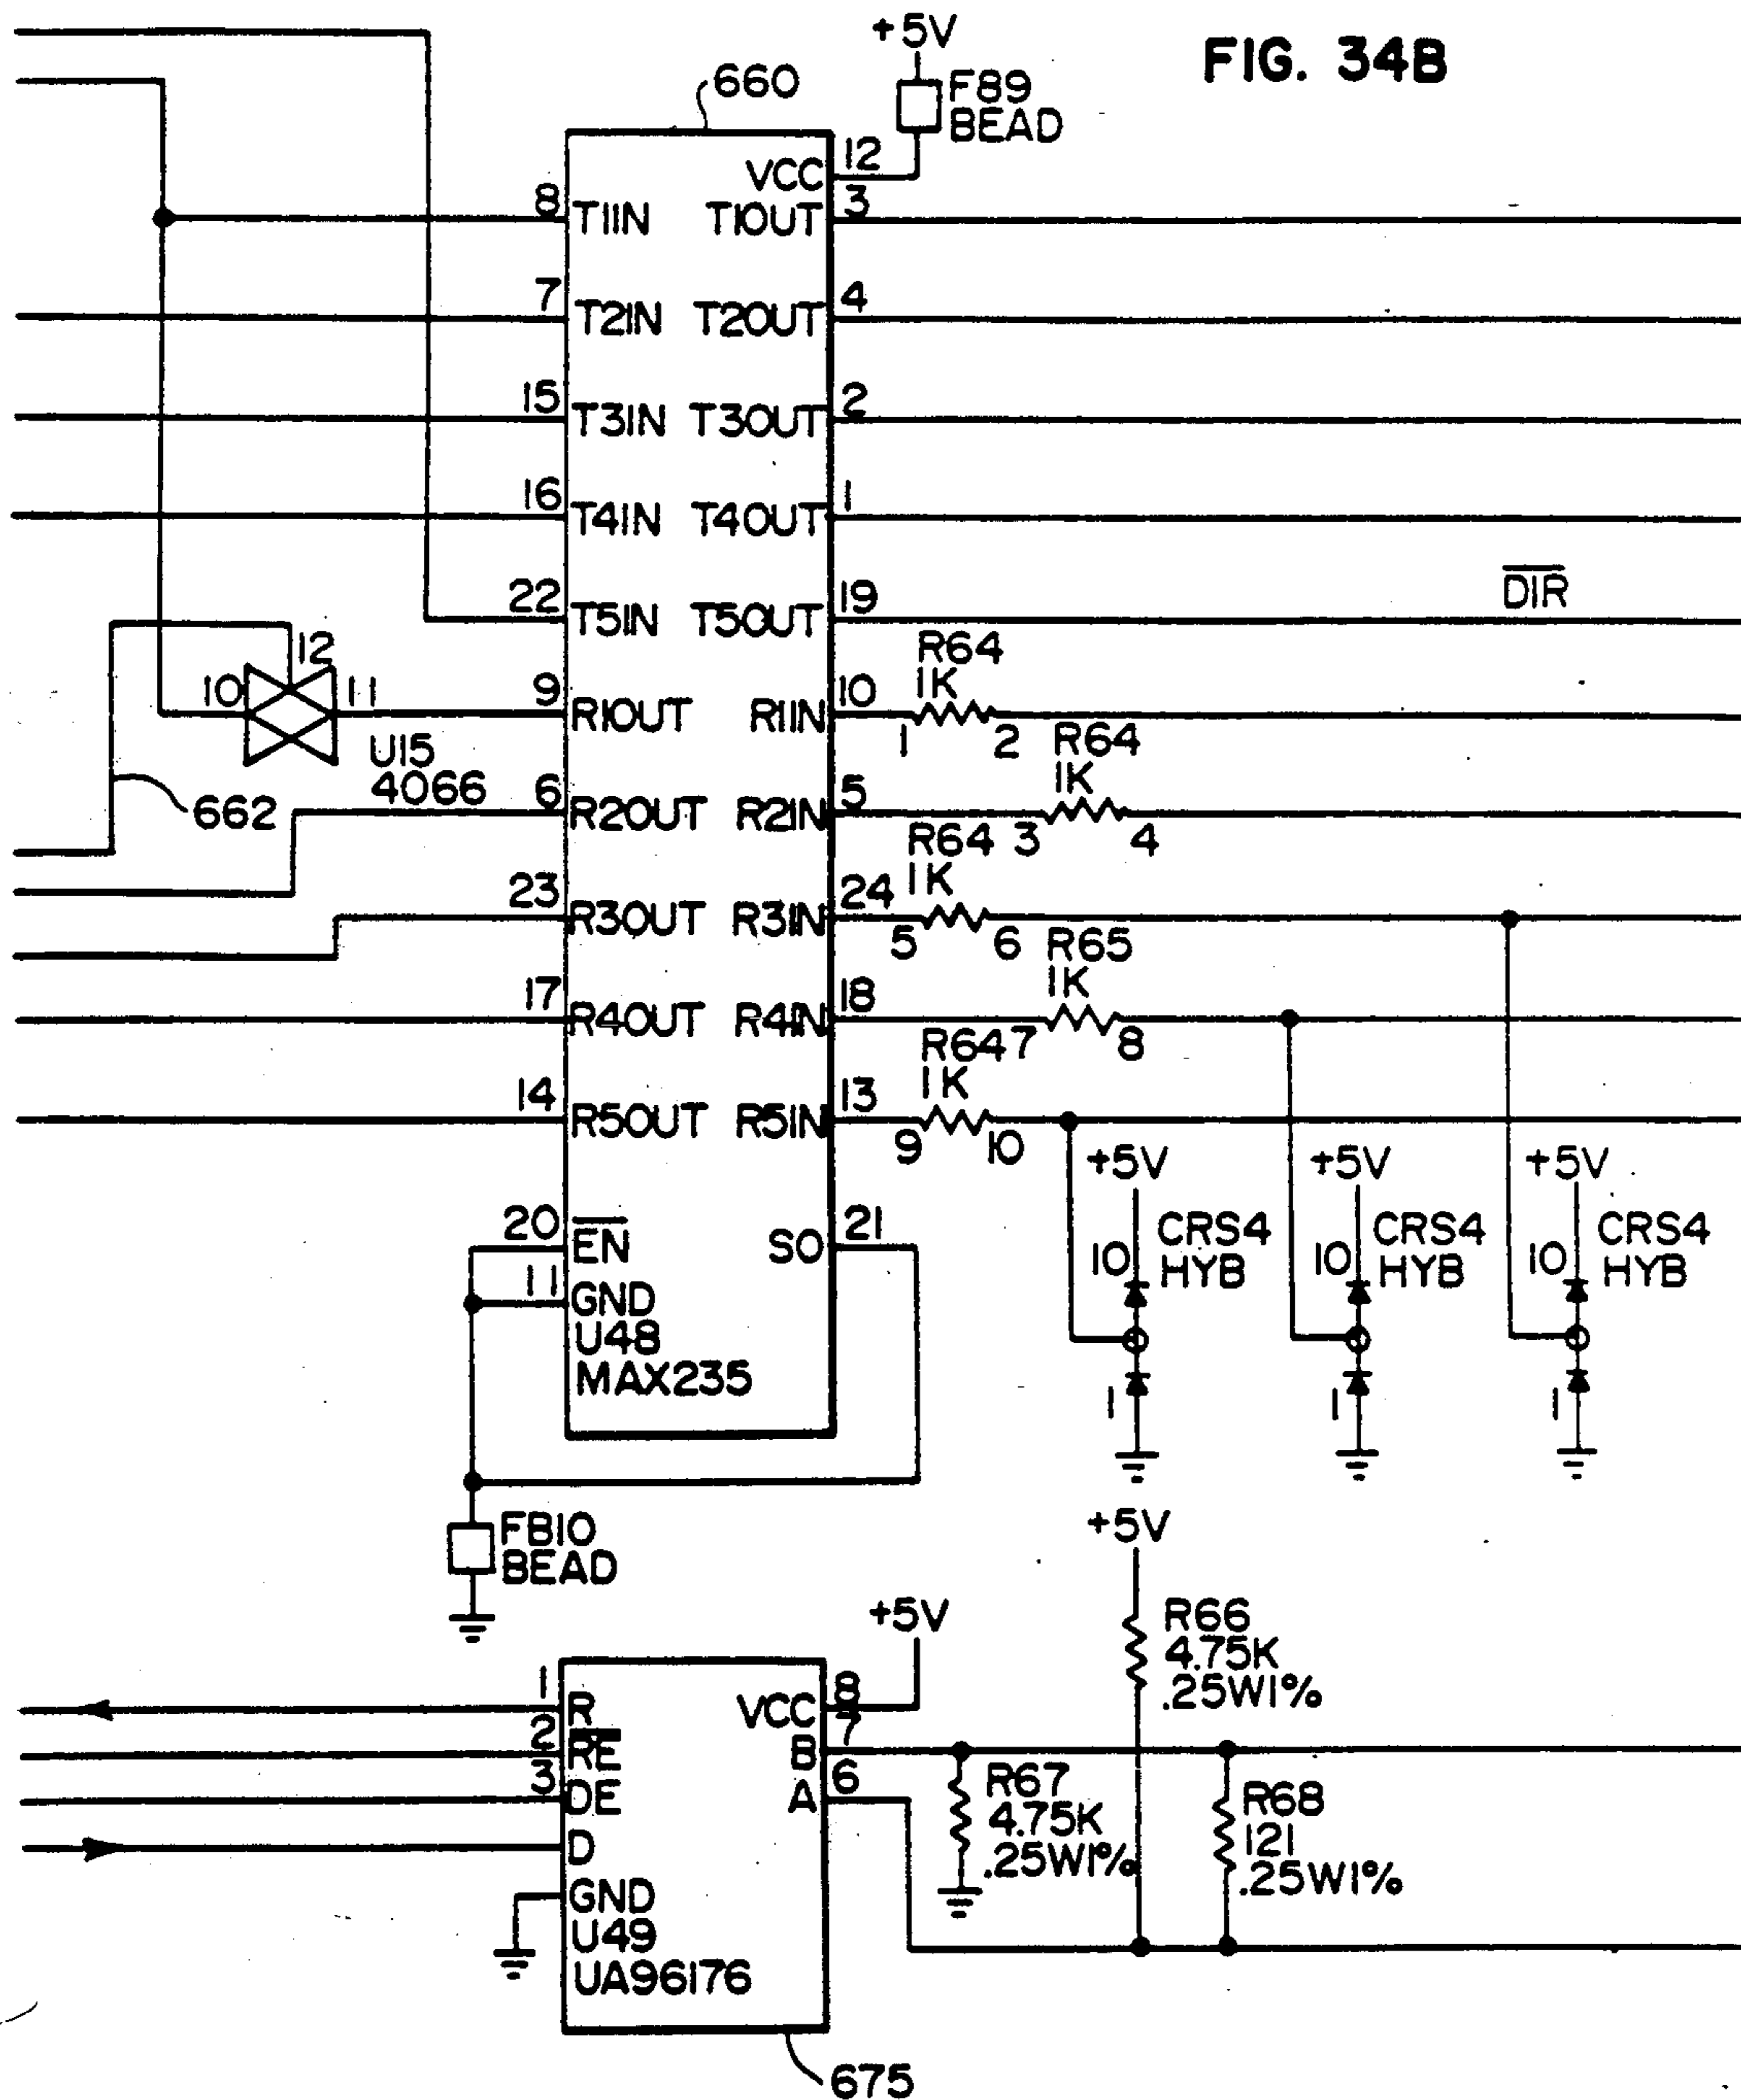 FIG. 34B
+5V
F89
BEAD
660
12
VCC
8 T1IN T1OUT 3
7 T2IN T2OUT 4
15 T3IN T3OUT 2
16 T4IN T4OUT 1
22 T5IN T5OUT 19
DIR
12
10 11
U15
4066
662
R64
1K
9 R1OUT R1IN 10
1 2
R64
1K
6 R2OUT R2IN 5
3 4
R64
1K
23 R3OUT R3IN 24
5 6
R65
1K
17 R4OUT R4IN 18
7 8
R64
1K
14 R5OUT R5IN 13
9 10
+5V +5V +5V
CRS4 CRS4 CRS4
10 HYB 10 HYB 10 HYB
1 1 1
20 EN SO 21
11 GND
U48
MAX235
FB10
BEAD
+5V
R66
4.75K
.25W1%
+5V
1 R VCC 8
2 RE B 7
3 DE A 6
D
GND
U49
UA96176
R67
4.75K
.25W1%
R68
121
.25W1%
675